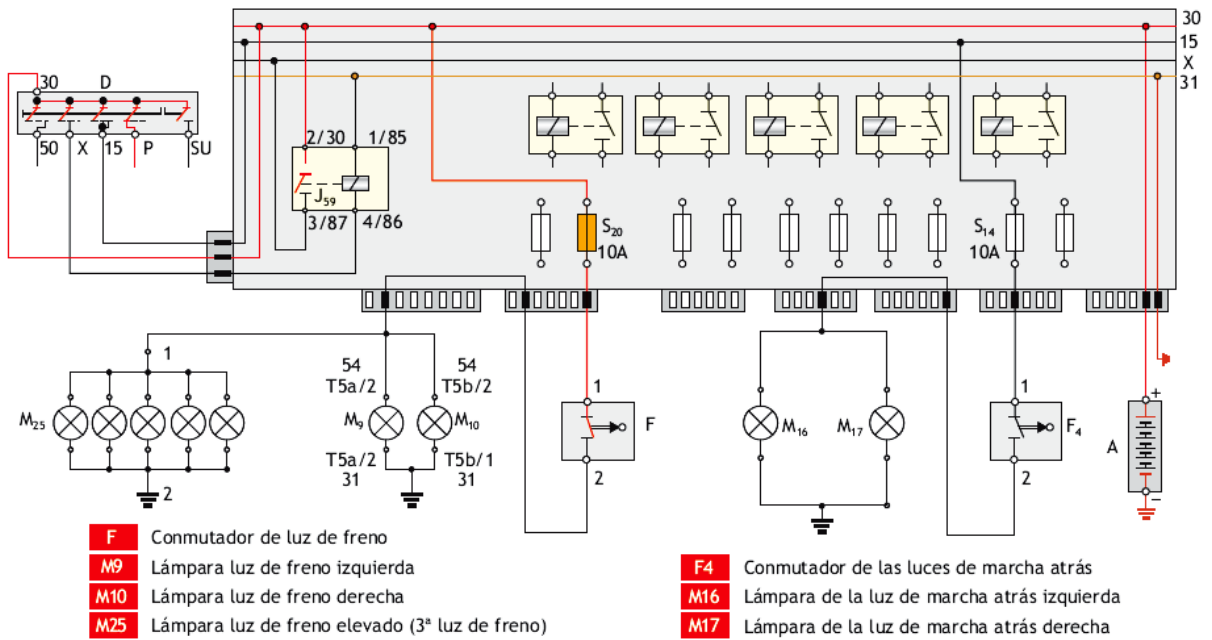 30
15
X
31
30 D
50 X 15 P SU
2/30 1/85
J59
3/87 4/86
S20
10A
S14
10A
1
54
T5a/2
54
T5b/2
M25
M9
M10
T5a/2
31
T5b/1
31
2
1
F
2
M16
M17
1
F4
2
+
A
−
F Conmutador de luz de freno
M9 Lámpara luz de freno izquierda
M10 Lámpara luz de freno derecha
M25 Lámpara luz de freno elevado (3ª luz de freno)
F4 Conmutador de las luces de marcha atrás
M16 Lámpara de la luz de marcha atrás izquierda
M17 Lámpara de la luz de marcha atrás derecha